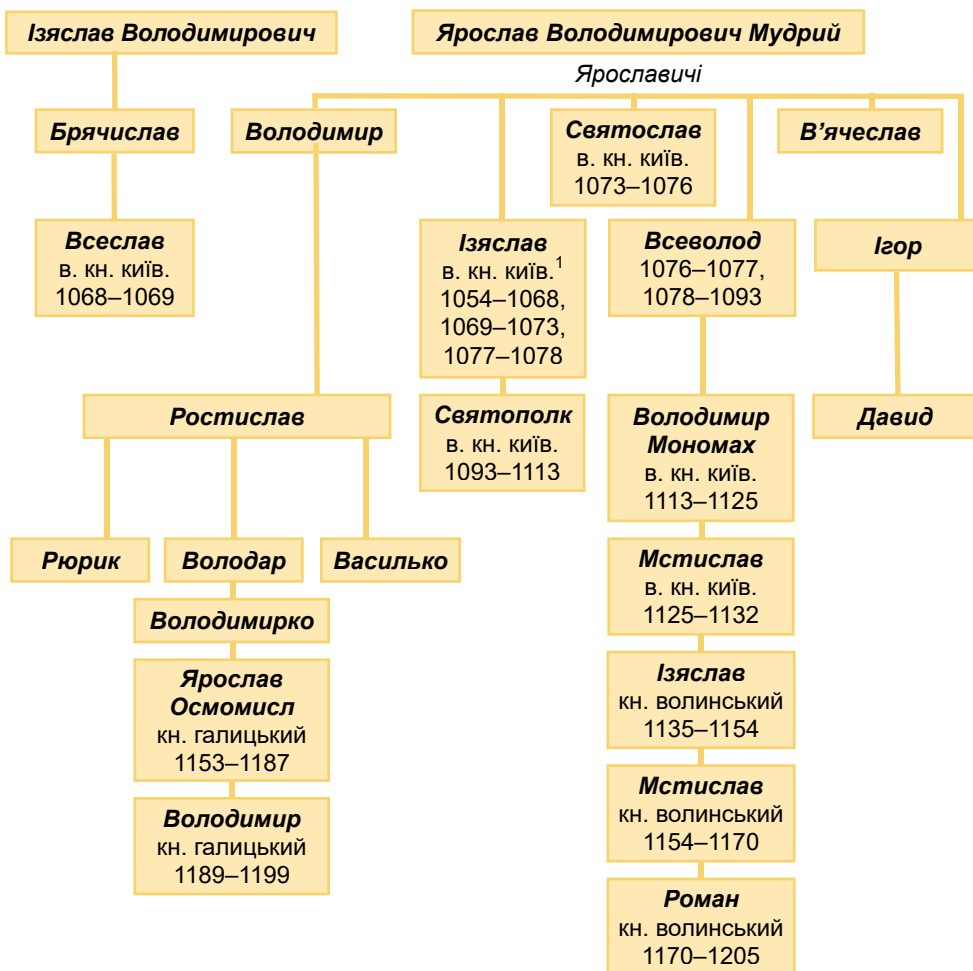 Ізяслав Володимирович
Ярослав Володимирович Мудрий
Ярославичі
Брячислав
Володимир
Святослав
в. кн. київ.
1073–1076
В’ячеслав
Всеслав
в. кн. київ.
1068–1069
Ізяслав
в. кн. київ.1
1054–1068,
1069–1073,
1077–1078
Всеволод
1076–1077,
1078–1093
Ігор
Ростислав
Святополк
в. кн. київ.
1093–1113
Володимир
Мономах
в. кн. київ.
1113–1125
Давид
Рюрик
Володар
Василько
Мстислав
в. кн. київ.
1125–1132
Володимирко
Ярослав
Осмомисл
кн. галицький
1153–1187
Ізяслав
кн. волинський
1135–1154
Володимир
кн. галицький
1189–1199
Мстислав
кн. волинський
1154–1170
Роман
кн. волинський
1170–1205